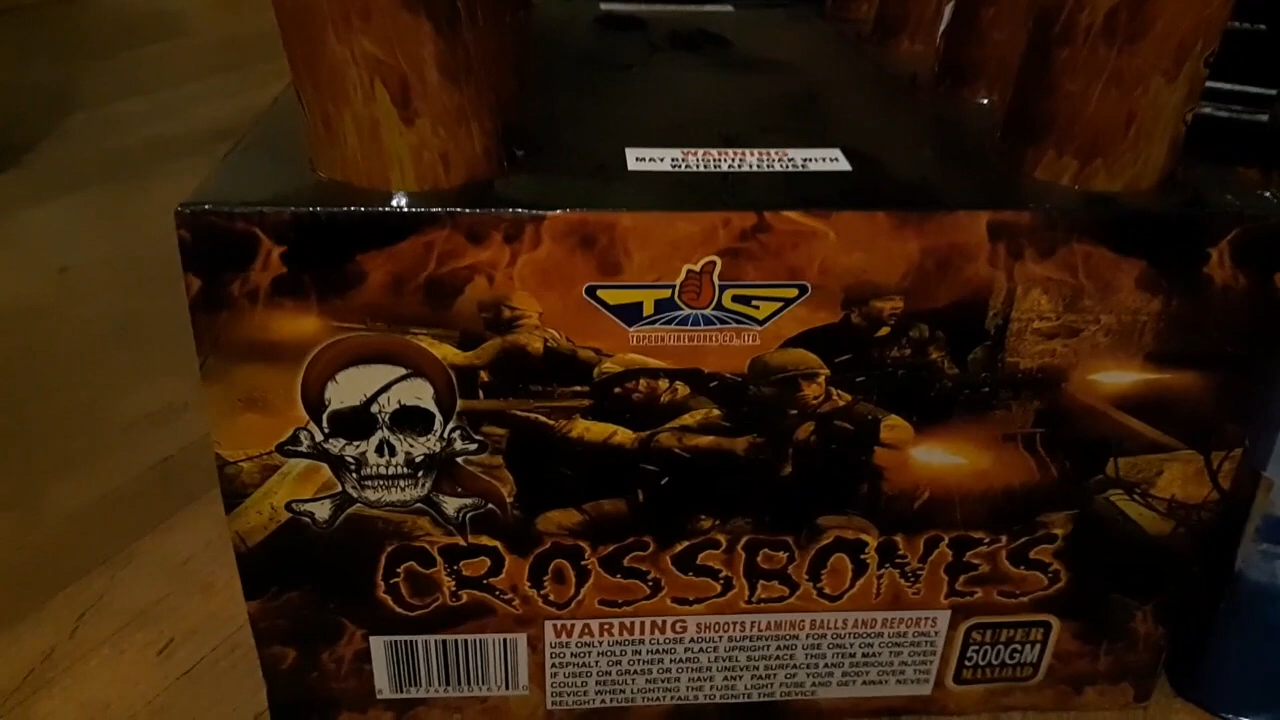 WARNING
MAY RE-IGNITE, SOAK WITH
WATER AFTER USE
TG
TOPGUN FIREWORKS CO., LTD.
CROSSBONES
WARNING SHOOTS FLAMING BALLS AND REPORTS
USE ONLY UNDER CLOSE ADULT SUPERVISION. FOR OUTDOOR USE ONLY.
DO NOT HOLD IN HAND. PLACE UPRIGHT AND USE ONLY ON CONCRETE,
ASPHALT, OR OTHER HARD, LEVEL SURFACE. THIS ITEM MAY TIP OVER
IF USED ON GRASS OR OTHER UNEVEN SURFACES AND SERIOUS INJURY
COULD RESULT. NEVER HAVE ANY PART OF YOUR BODY OVER THE
DEVICE WHEN LIGHTING THE FUSE. LIGHT FUSE AND GET AWAY. NEVER
RELIGHT A FUSE THAT FAILS TO IGNITE THE DEVICE.
SUPER
500GM
MAXLOAD